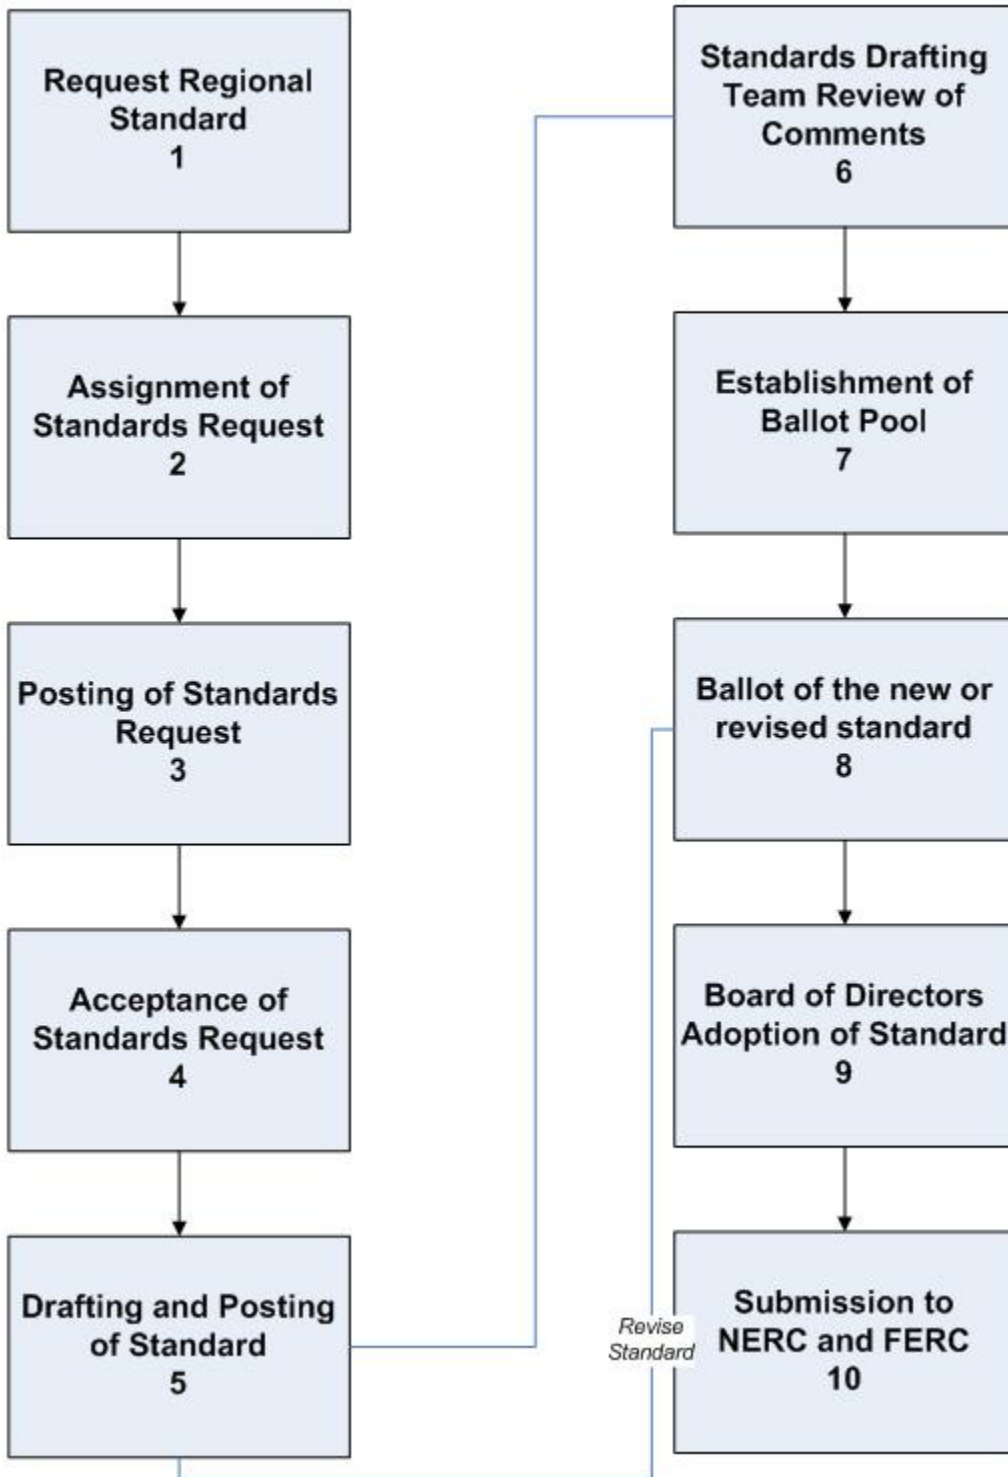 Request Regional
Standard
1
Assignment of
Standards Request
2
Posting of Standards
Request
3
Acceptance of
Standards Request
4
Drafting and Posting
of Standard
5
Standards Drafting
Team Review of
Comments
6
Establishment of
Ballot Pool
7
Ballot of the new or
revised standard
8
Board of Directors
Adoption of Standard
9
Revise
Standard
Submission to
NERC and FERC
10